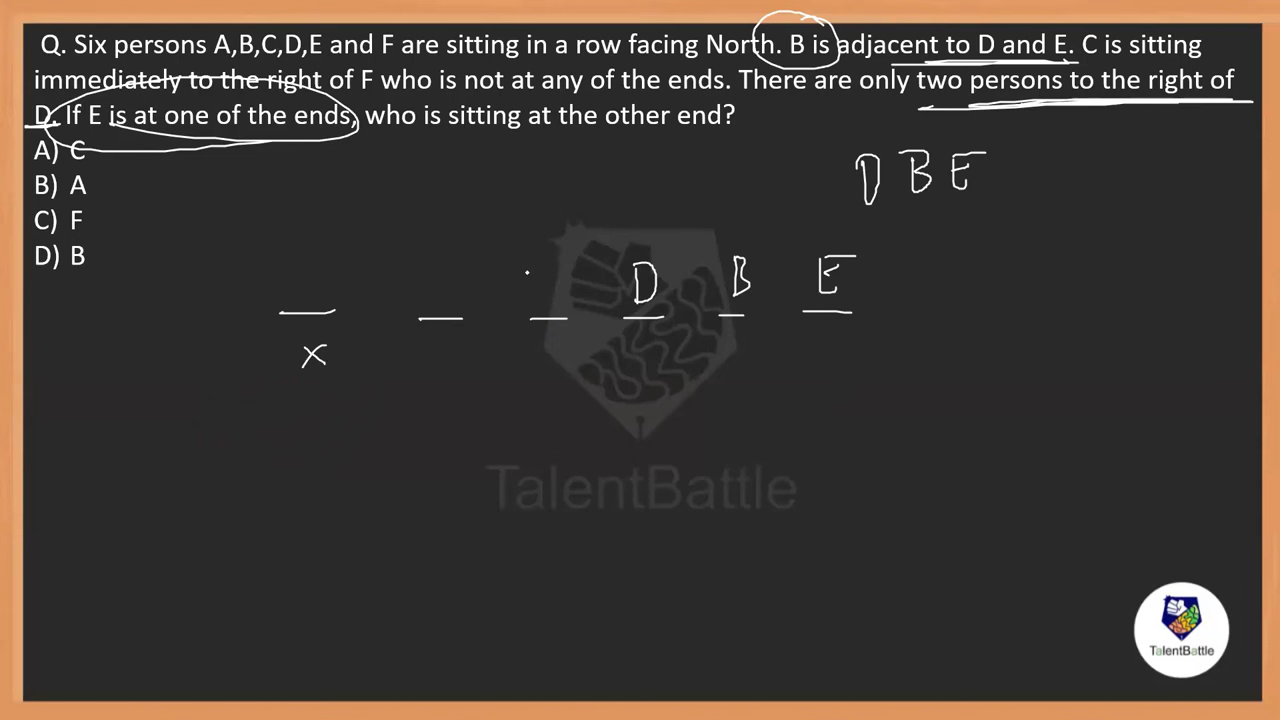 Q. Six persons A,B,C,D,E and F are sitting in a row facing North. B is adjacent to D and E. C is sitting
immediately to the right of F who is not at any of the ends. There are only two persons to the right of
D. If E is at one of the ends, who is sitting at the other end?
A) C
B) A
C) F
D) B
D B E
D B E
x
TalentBattle
TalentBattle